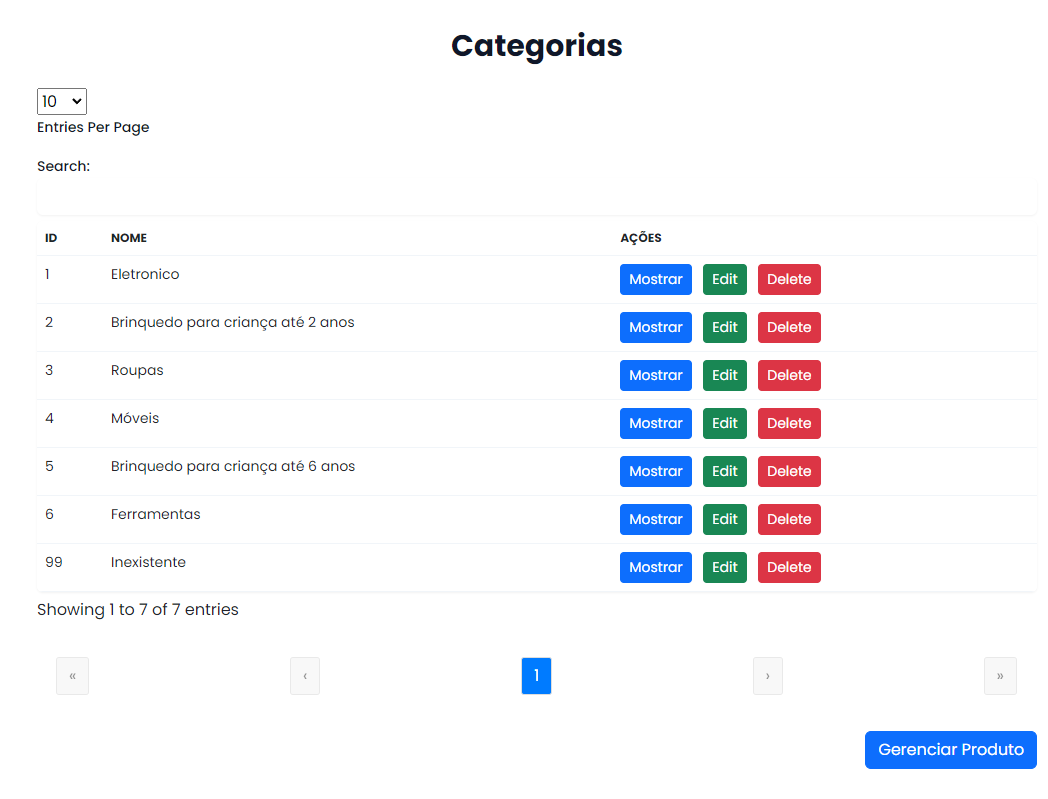 Categorias
10
Entries Per Page
Search:
ID NOME AÇÕES
1 Eletronico Mostrar Edit Delete
2 Brinquedo para criança até 2 anos Mostrar Edit Delete
3 Roupas Mostrar Edit Delete
4 Móveis Mostrar Edit Delete
5 Brinquedo para criança até 6 anos Mostrar Edit Delete
6 Ferramentas Mostrar Edit Delete
99 Inexistente Mostrar Edit Delete
Showing 1 to 7 of 7 entries
« ‹ 1 › »
Gerenciar Produto